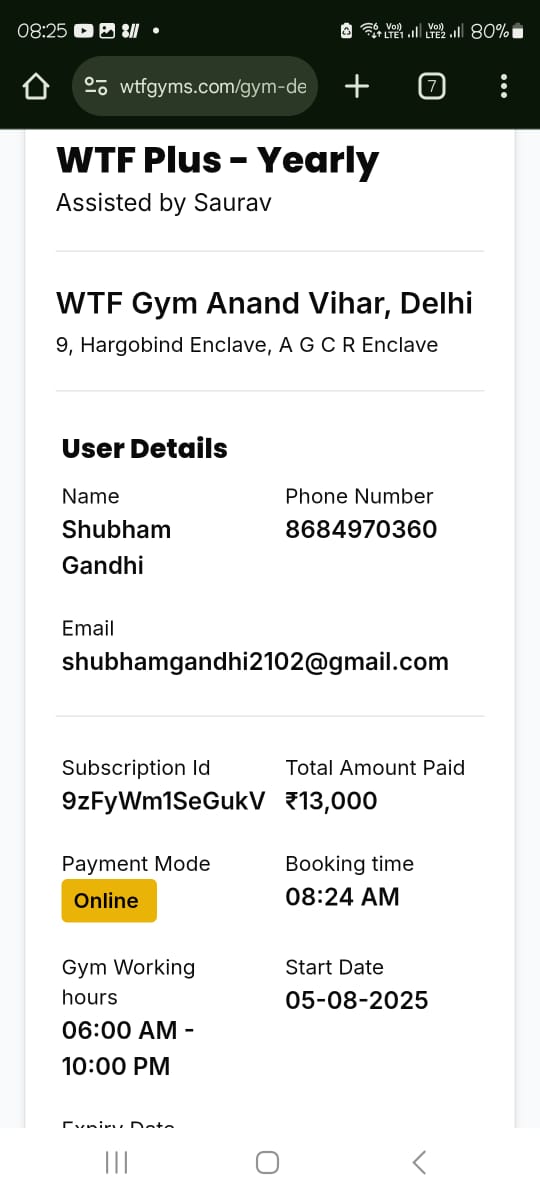 08:25
80%
wtfgyms.com/gym-de
7
WTF Plus – Yearly
Assisted by Saurav
WTF Gym Anand Vihar, Delhi
9, Hargobind Enclave, A G C R Enclave
User Details
Name
Shubham
Gandhi
Phone Number
8684970360
Email
shubhamgandhi2102@gmail.com
Subscription Id
9zFyWm1SeGukV
Total Amount Paid
₹13,000
Payment Mode
Online
Booking time
08:24 AM
Gym Working
hours
06:00 AM -
10:00 PM
Start Date
05-08-2025
Expiry Date